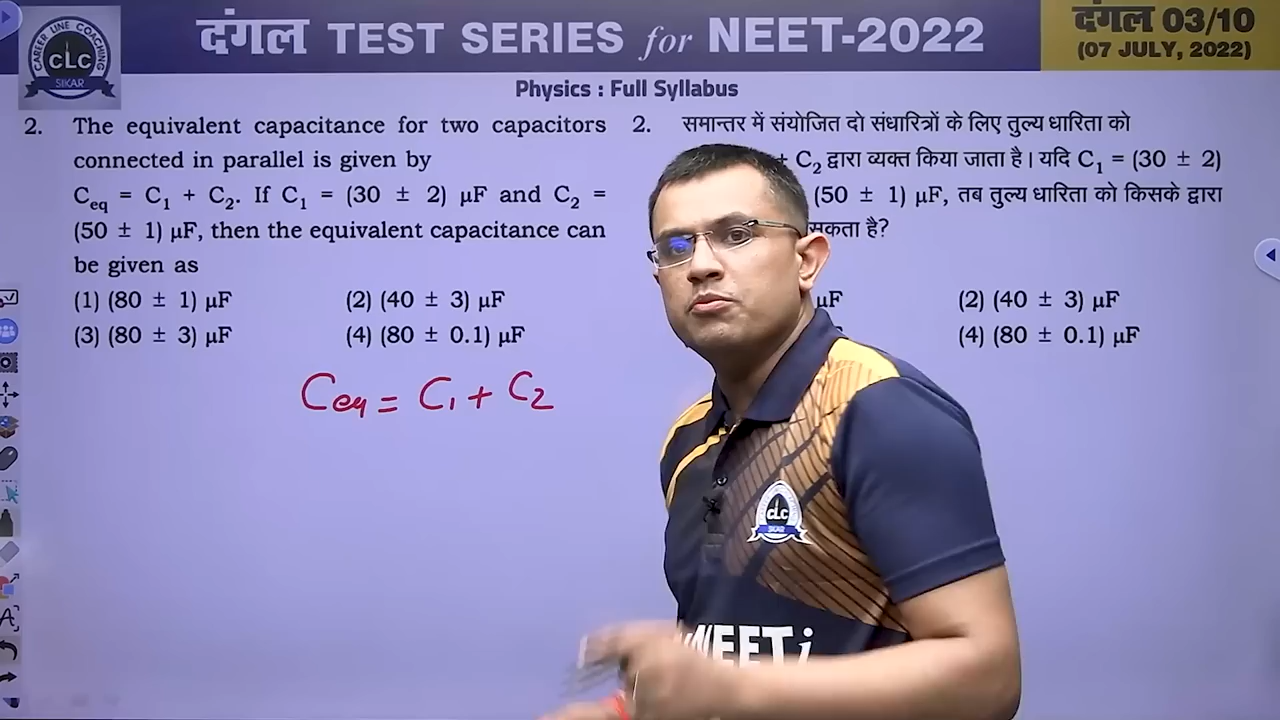 दंगल TEST SERIES for NEET-2022
दंगल 03/10
(07 JULY, 2022)
CAREER LINE COACHING
CLC
SIKAR
Physics : Full Syllabus
2. The equivalent capacitance for two capacitors
connected in parallel is given by
Ceq = C1 + C2. If C1 = (30 ± 2) µF and C2 =
(50 ± 1) µF, then the equivalent capacitance can
be given as
(1) (80 ± 1) µF (2) (40 ± 3) µF
(3) (80 ± 3) µF (4) (80 ± 0.1) µF
Ceq = C1 + C2
2. समान्तर में संयोजित दो संधारित्रों के लिए तुल्य धारिता को
+ C2 द्वारा व्यक्त किया जाता है। यदि C1 = (30 ± 2)
(50 ± 1) µF, तब तुल्य धारिता को किसके द्वारा
सकता है?
µF (2) (40 ± 3) µF
(4) (80 ± 0.1) µF
CLC
SIKAR
NEETi